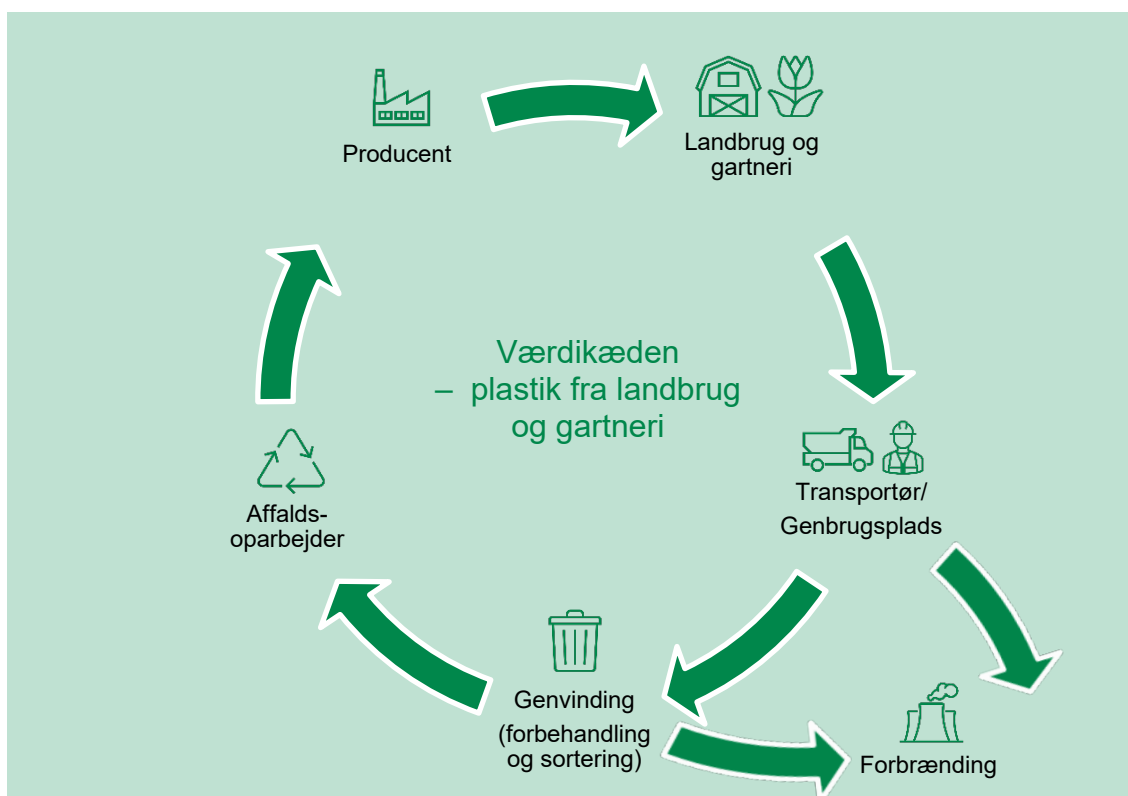 Producent
Landbrug og
gartneri
Værdikæden
– plastik fra landbrug
og gartneri
Transportør/
Genbrugsplads
Affalds-
oparbejder
Genvinding
(forbehandling
og sortering)
Forbrænding